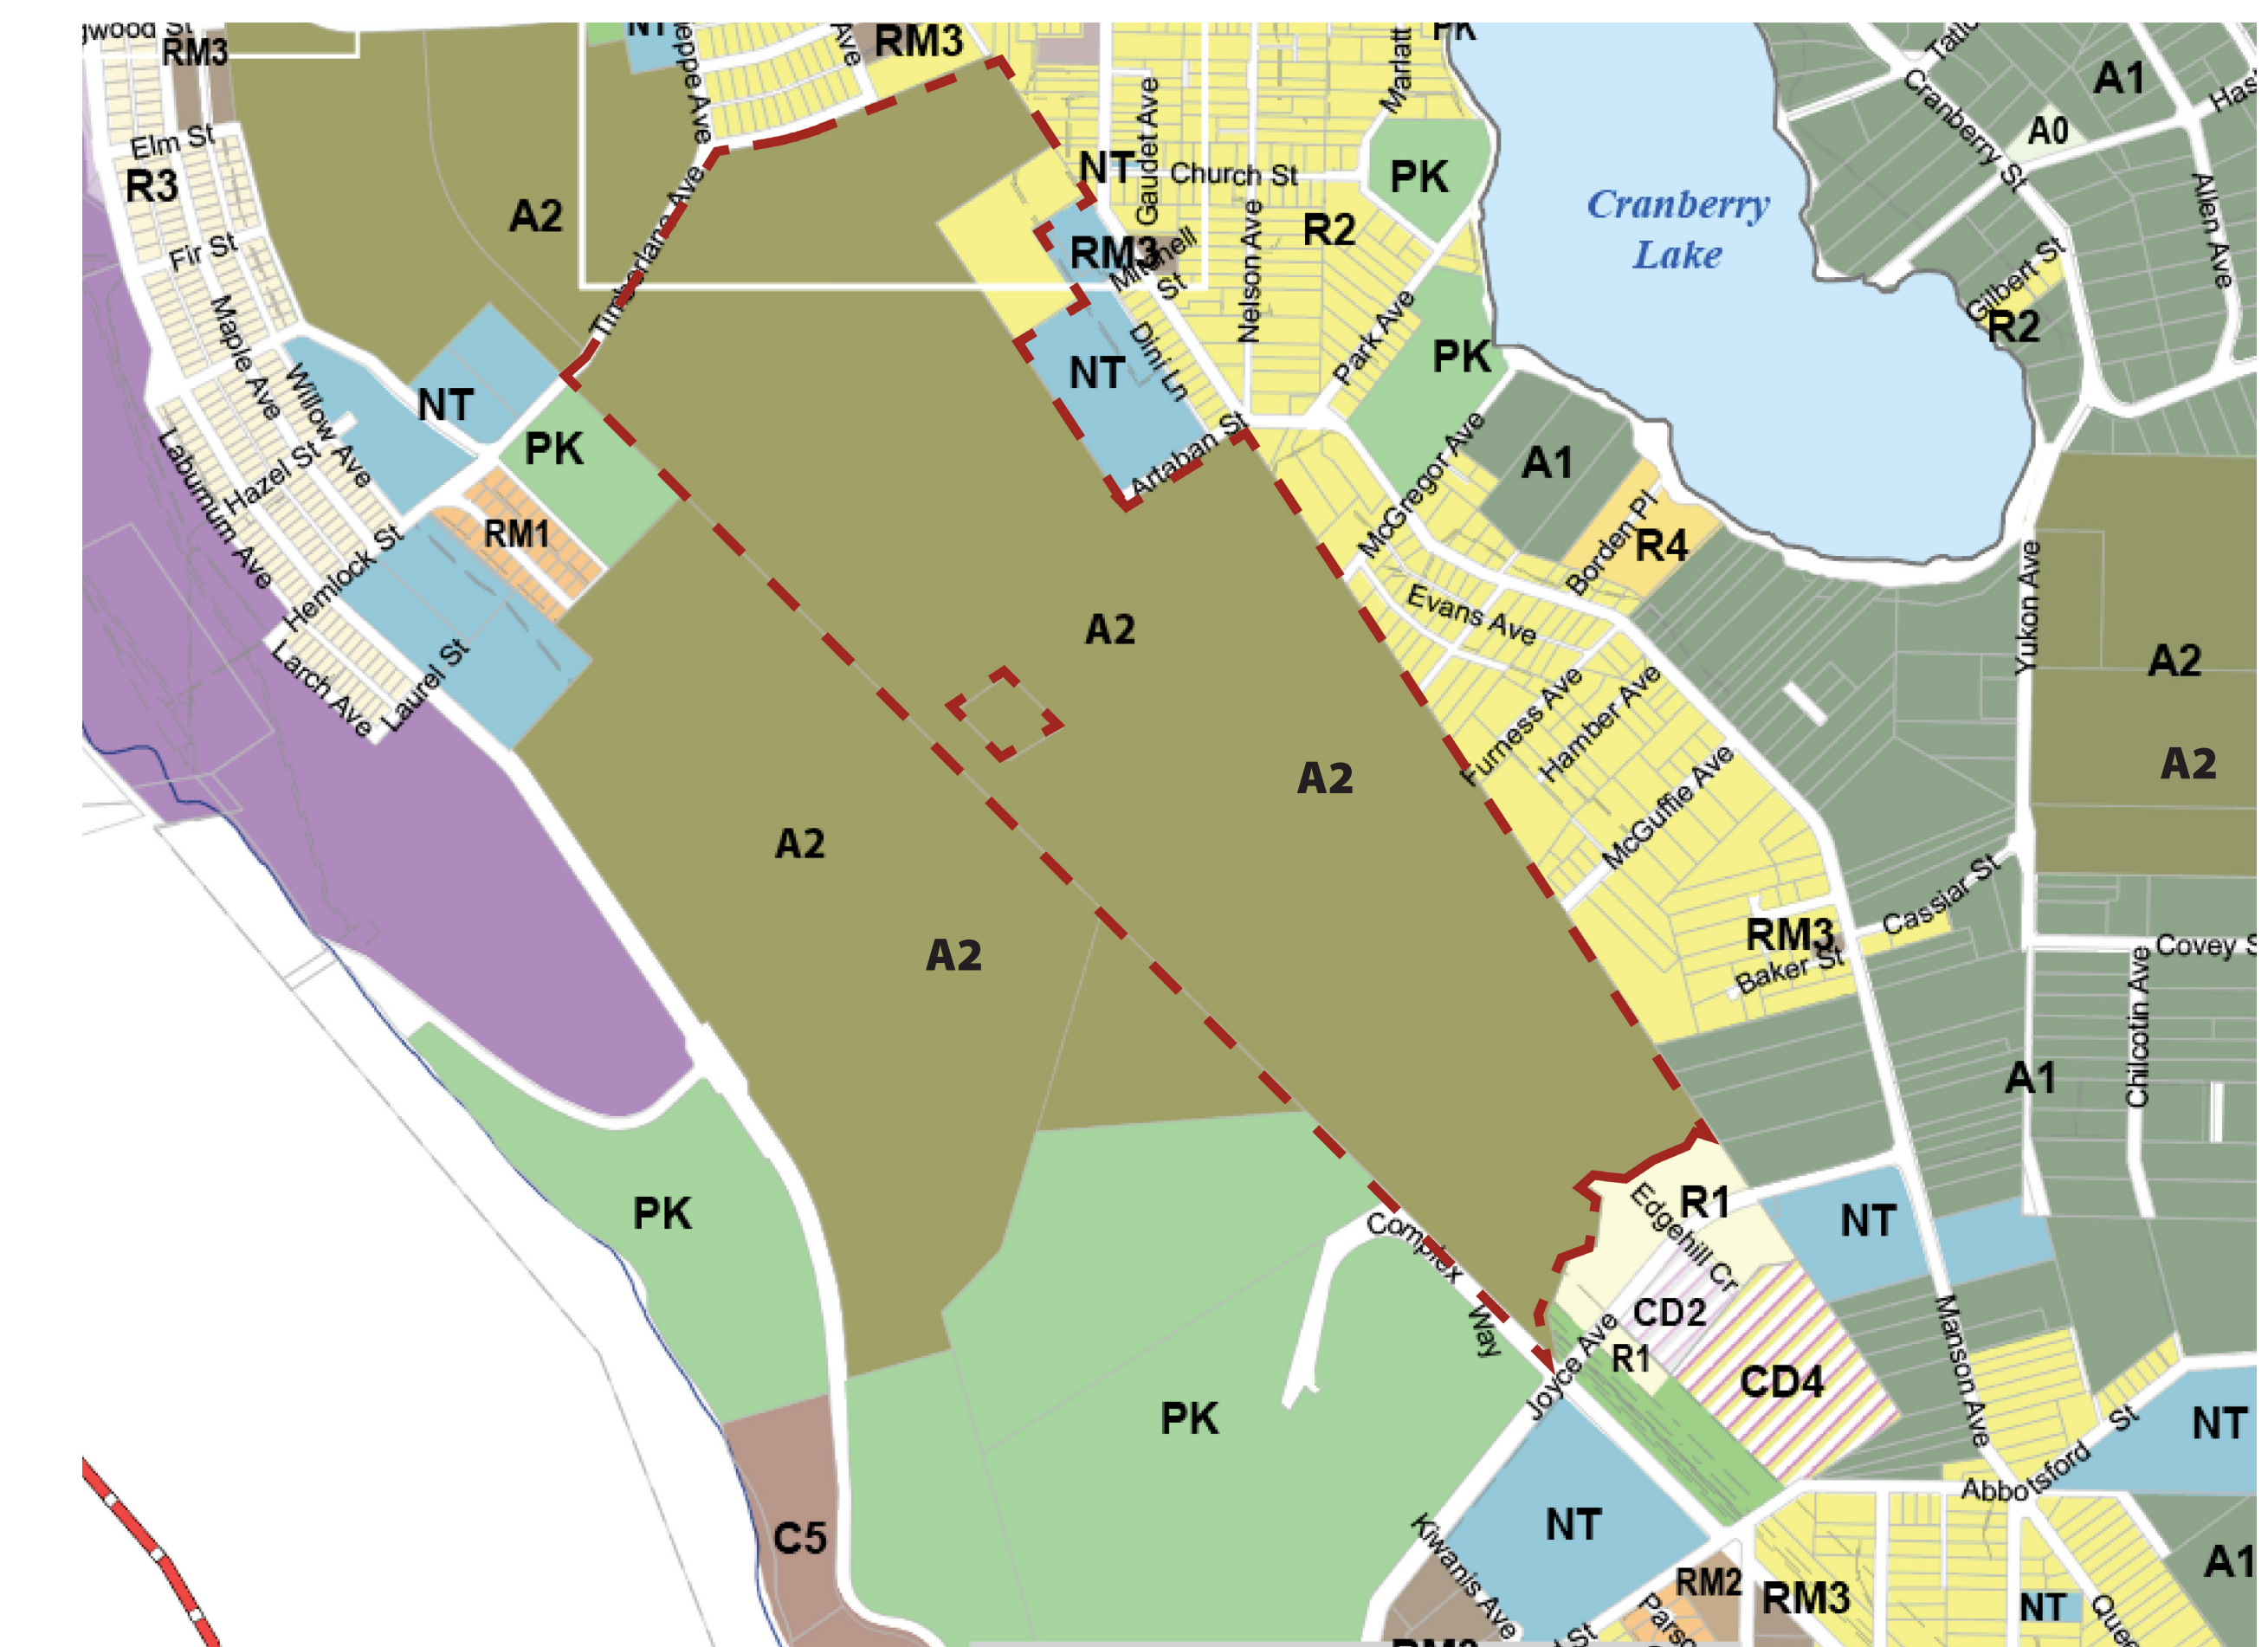 RM3
NT
Ave
RM3
Marlatt
PK
A1
A0
Cranberry St
Elm St
R3
A2
Timberlane Ave
NT
Gaudet Ave
Church St
PK
Cranberry
Lake
Allen Ave
Fir St
RM3
Mitchell
St
R2
Nelson Ave
Gilbert St
R2
Maple Ave
Willow Ave
NT
NT
Dini Ln
Park Ave
PK
PK
Artaban St
McGregor Ave
A1
Hazel St
Laburnum Ave
RM1
Borden Pl
R4
Hemlock St
Evans Ave
Yukon Ave
A2
A2
Larch Ave
Laurel St
Furness Ave
Hamber Ave
A2
A2
McGuffie Ave
A2
A2
RM3
Baker St
Cassiar St
Covey S
Chilcotin Ave
A1
PK
R1
Edgehill Cr
NT
Complex
Way
CD2
R1
Joyce Ave
CD4
Manson Ave
PK
NT
Abbotsford St
C5
NT
Kiwanis Ave
RM2
RM3
NT
A1